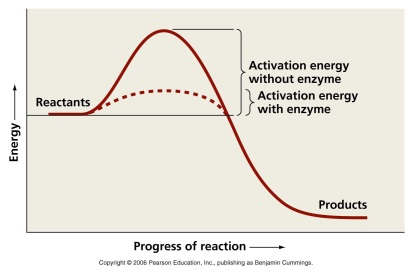 Activation energy
without enzyme
Activation energy
with enzyme
Reactants
Energy
Products
Progress of reaction
Copyright © 2006 Pearson Education, Inc., publishing as Benjamin Cummings.